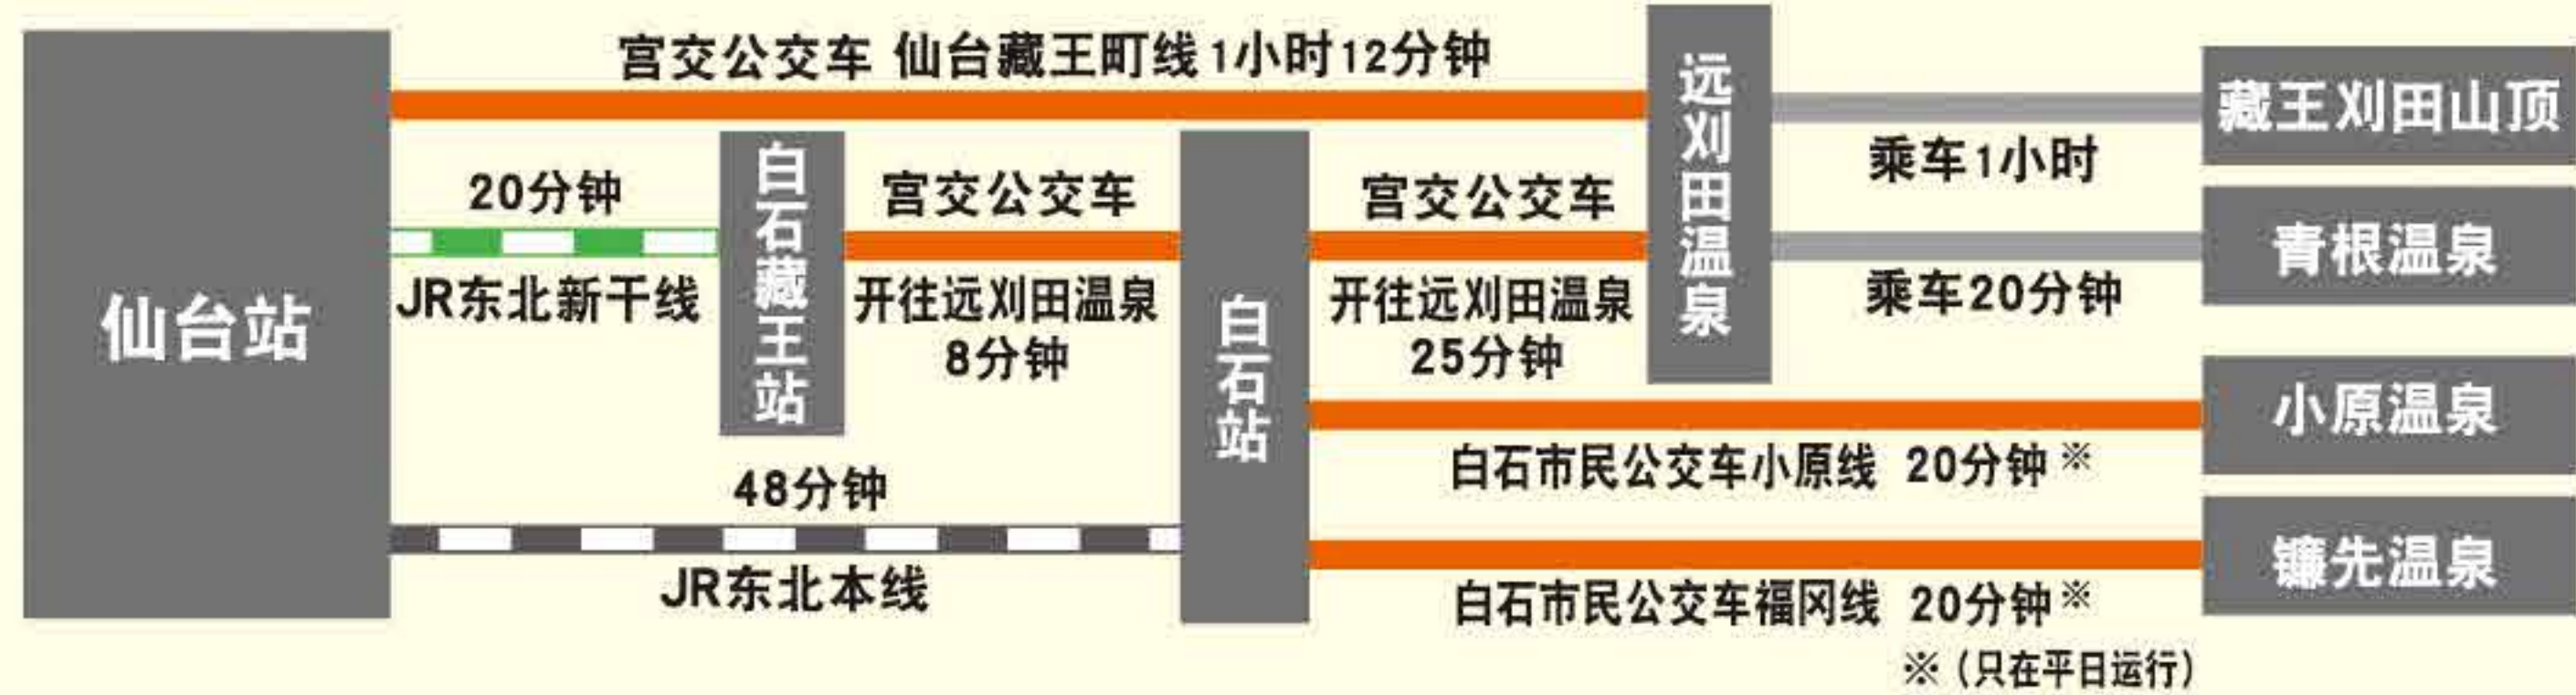 仙台站
宫交公交车 仙台藏王町线 1小时12分钟
20分钟
JR东北新干线
白石藏王站
宫交公交车
开往远刈田温泉
8分钟
48分钟
JR东北本线
白石站
宫交公交车
开往远刈田温泉
25分钟
远刈田温泉
乘车1小时
藏王刈田山顶
乘车20分钟
青根温泉
白石市民公交车小原线 20分钟※
小原温泉
白石市民公交车福冈线 20分钟※
镰先温泉
※（只在平日运行）